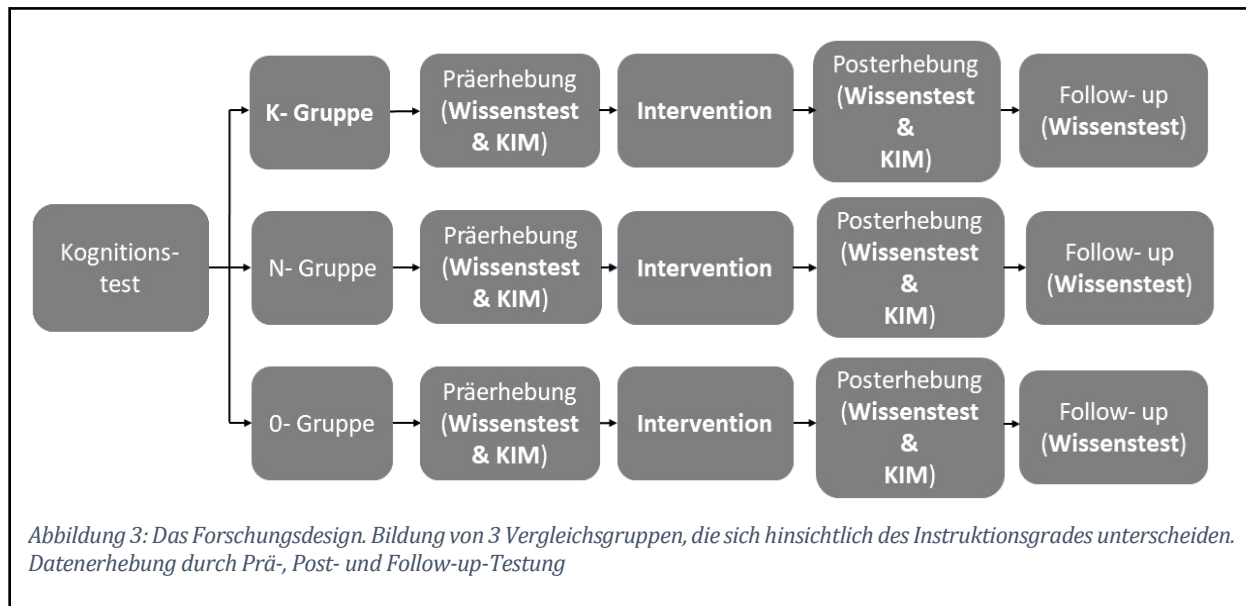 Kognitions-
test
K- Gruppe
Präerhebung
(Wissenstest
& KIM)
Intervention
Posterhebung
(Wissenstest
&
KIM)
Follow- up
(Wissenstest)
N- Gruppe
Präerhebung
(Wissenstest
& KIM)
Intervention
Posterhebung
(Wissenstest
&
KIM)
Follow- up
(Wissenstest)
0- Gruppe
Präerhebung
(Wissenstest
& KIM)
Intervention
Posterhebung
(Wissenstest
&
KIM)
Follow- up
(Wissenstest)
Abbildung 3: Das Forschungsdesign. Bildung von 3 Vergleichsgruppen, die sich hinsichtlich des Instruktionsgrades unterscheiden.
Datenerhebung durch Prä-, Post- und Follow-up-Testung